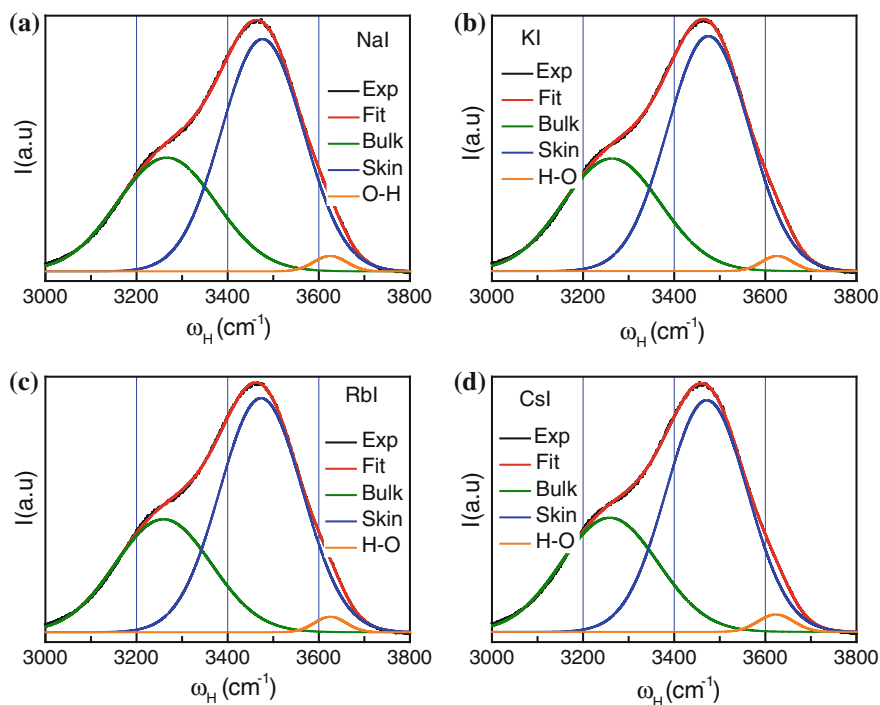 (a)
NaI
Exp
Fit
Bulk
Skin
O-H
I(a.u)
3000 3200 3400 3600 3800
ω_H (cm⁻¹)
(b)
KI
Exp
Fit
Bulk
Skin
H-O
I(a.u)
3000 3200 3400 3600 3800
ω_H (cm⁻¹)
(c)
RbI
Exp
Fit
Bulk
Skin
H-O
I(a.u)
3000 3200 3400 3600 3800
ω_H (cm⁻¹)
(d)
CsI
Exp
Fit
Bulk
Skin
H-O
I(a.u)
3000 3200 3400 3600 3800
ω_H (cm⁻¹)